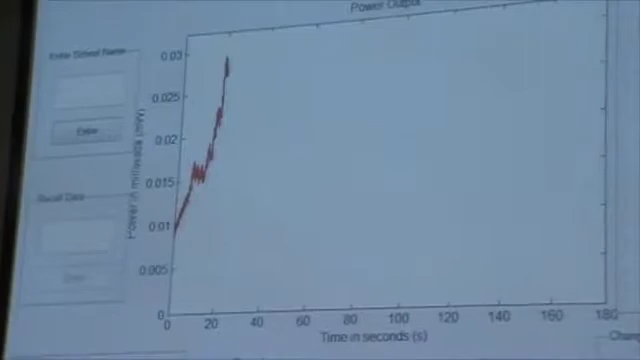 Power Output
Enter School Name
Enter
Recall Data
Power in milliwatts (mW)
0.03
0.025
0.02
0.015
0.01
0.005
0
0 20 40 60 80 100 120 140 160 180
Time in seconds (s)